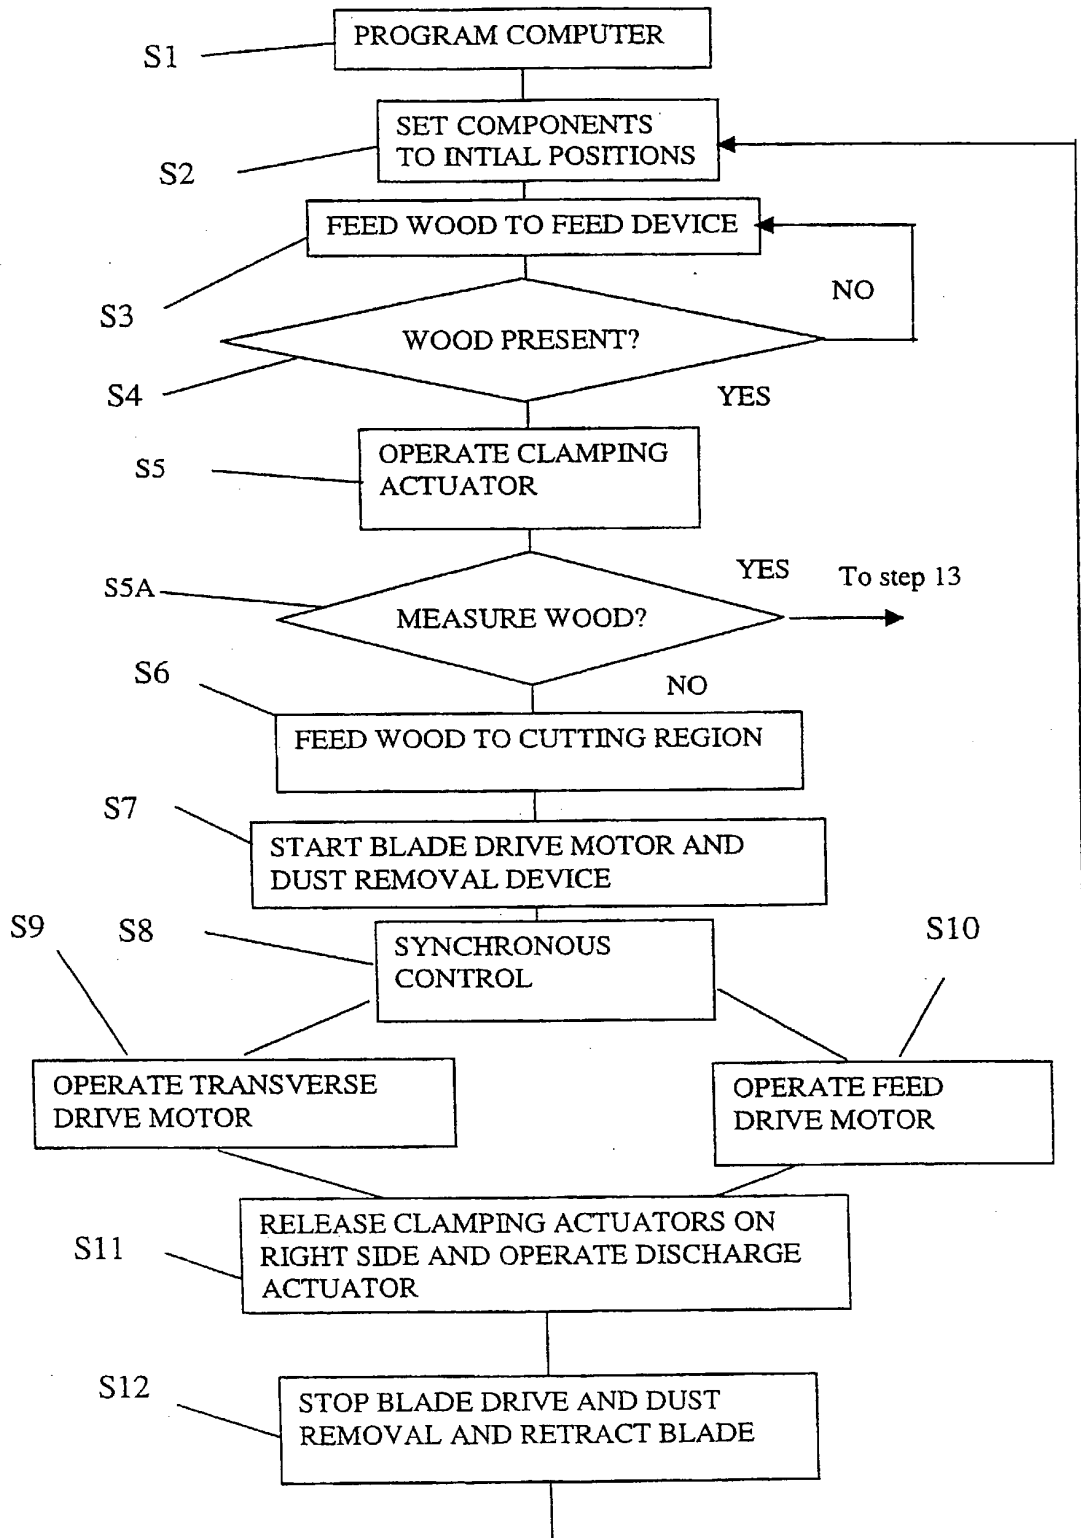 PROGRAM COMPUTER
S1
SET COMPONENTS
TO INTIAL POSITIONS
S2
FEED WOOD TO FEED DEVICE
S3
NO
WOOD PRESENT?
S4
YES
OPERATE CLAMPING
ACTUATOR
S5
YES
To step 13
S5A
MEASURE WOOD?
S6
NO
FEED WOOD TO CUTTING REGION
S7
START BLADE DRIVE MOTOR AND
DUST REMOVAL DEVICE
S9
S8
SYNCHRONOUS
CONTROL
S10
OPERATE TRANSVERSE
DRIVE MOTOR
OPERATE FEED
DRIVE MOTOR
RELEASE CLAMPING ACTUATORS ON
RIGHT SIDE AND OPERATE DISCHARGE
ACTUATOR
S11
S12
STOP BLADE DRIVE AND DUST
REMOVAL AND RETRACT BLADE